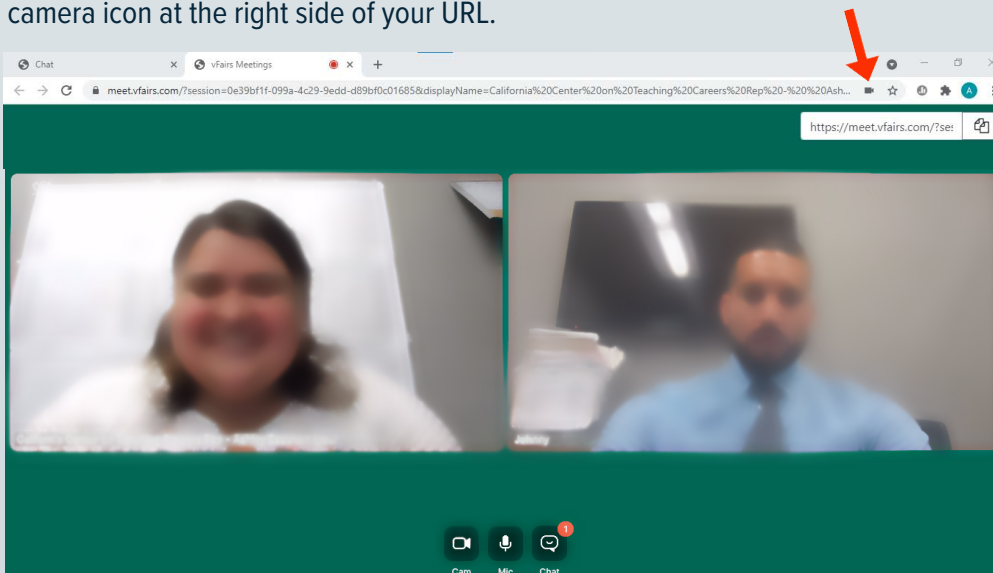 camera icon at the right side of your URL.
Chat
vFairs Meetings
meet.vfairs.com/?session=0e39bf1f-099a-4c29-9edd-d89bf0c01685&displayName=California%20Center%20on%20Teaching%20Careers%20Rep%20-%20%20Ash...
A
https://meet.vfairs.com/?ses
Johnny
1
Cam Mic Chat